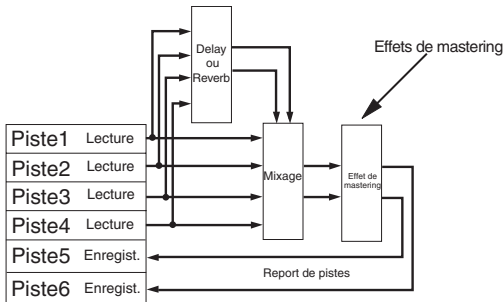 Delay
ou
Reverb
Effets de mastering
Piste1 Lecture
Piste2 Lecture
Piste3 Lecture
Piste4 Lecture
Piste5 Enregist.
Piste6 Enregist.
Mixage
Effet de
mastering
Report de pistes